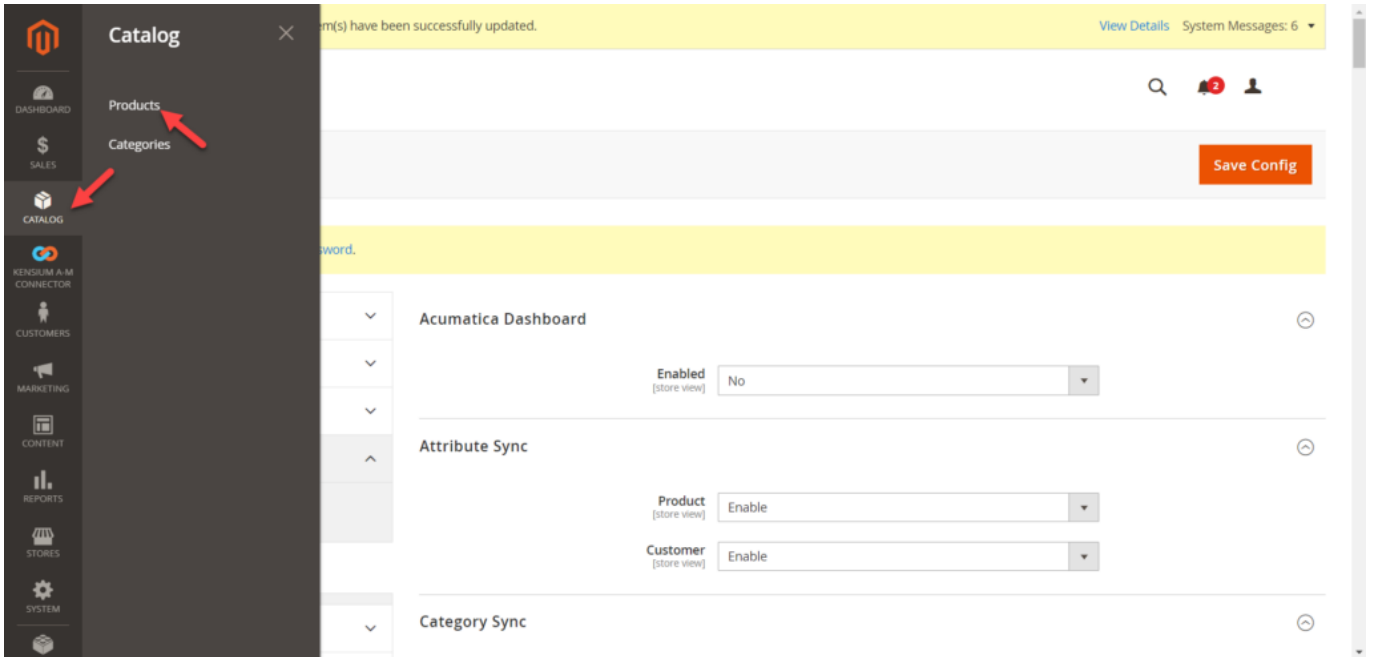 Catalog
Products
Categories
DASHBOARD
SALES
CATALOG
KENSIUM A-M
CONNECTOR
CUSTOMERS
MARKETING
CONTENT
REPORTS
STORES
SYSTEM
m(s) have been successfully updated.
View Details System Messages: 6
2
Save Config
sword.
Acumatica Dashboard
Enabled
[store view]
No
Attribute Sync
Product
[store view]
Enable
Customer
[store view]
Enable
Category Sync